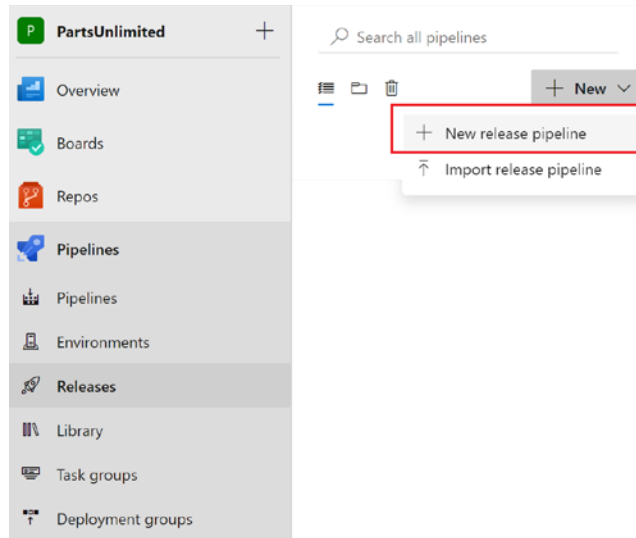 P PartsUnlimited
Overview
Boards
Repos
Pipelines
Pipelines
Environments
Releases
Library
Task groups
Deployment groups
Search all pipelines
New
New release pipeline
Import release pipeline